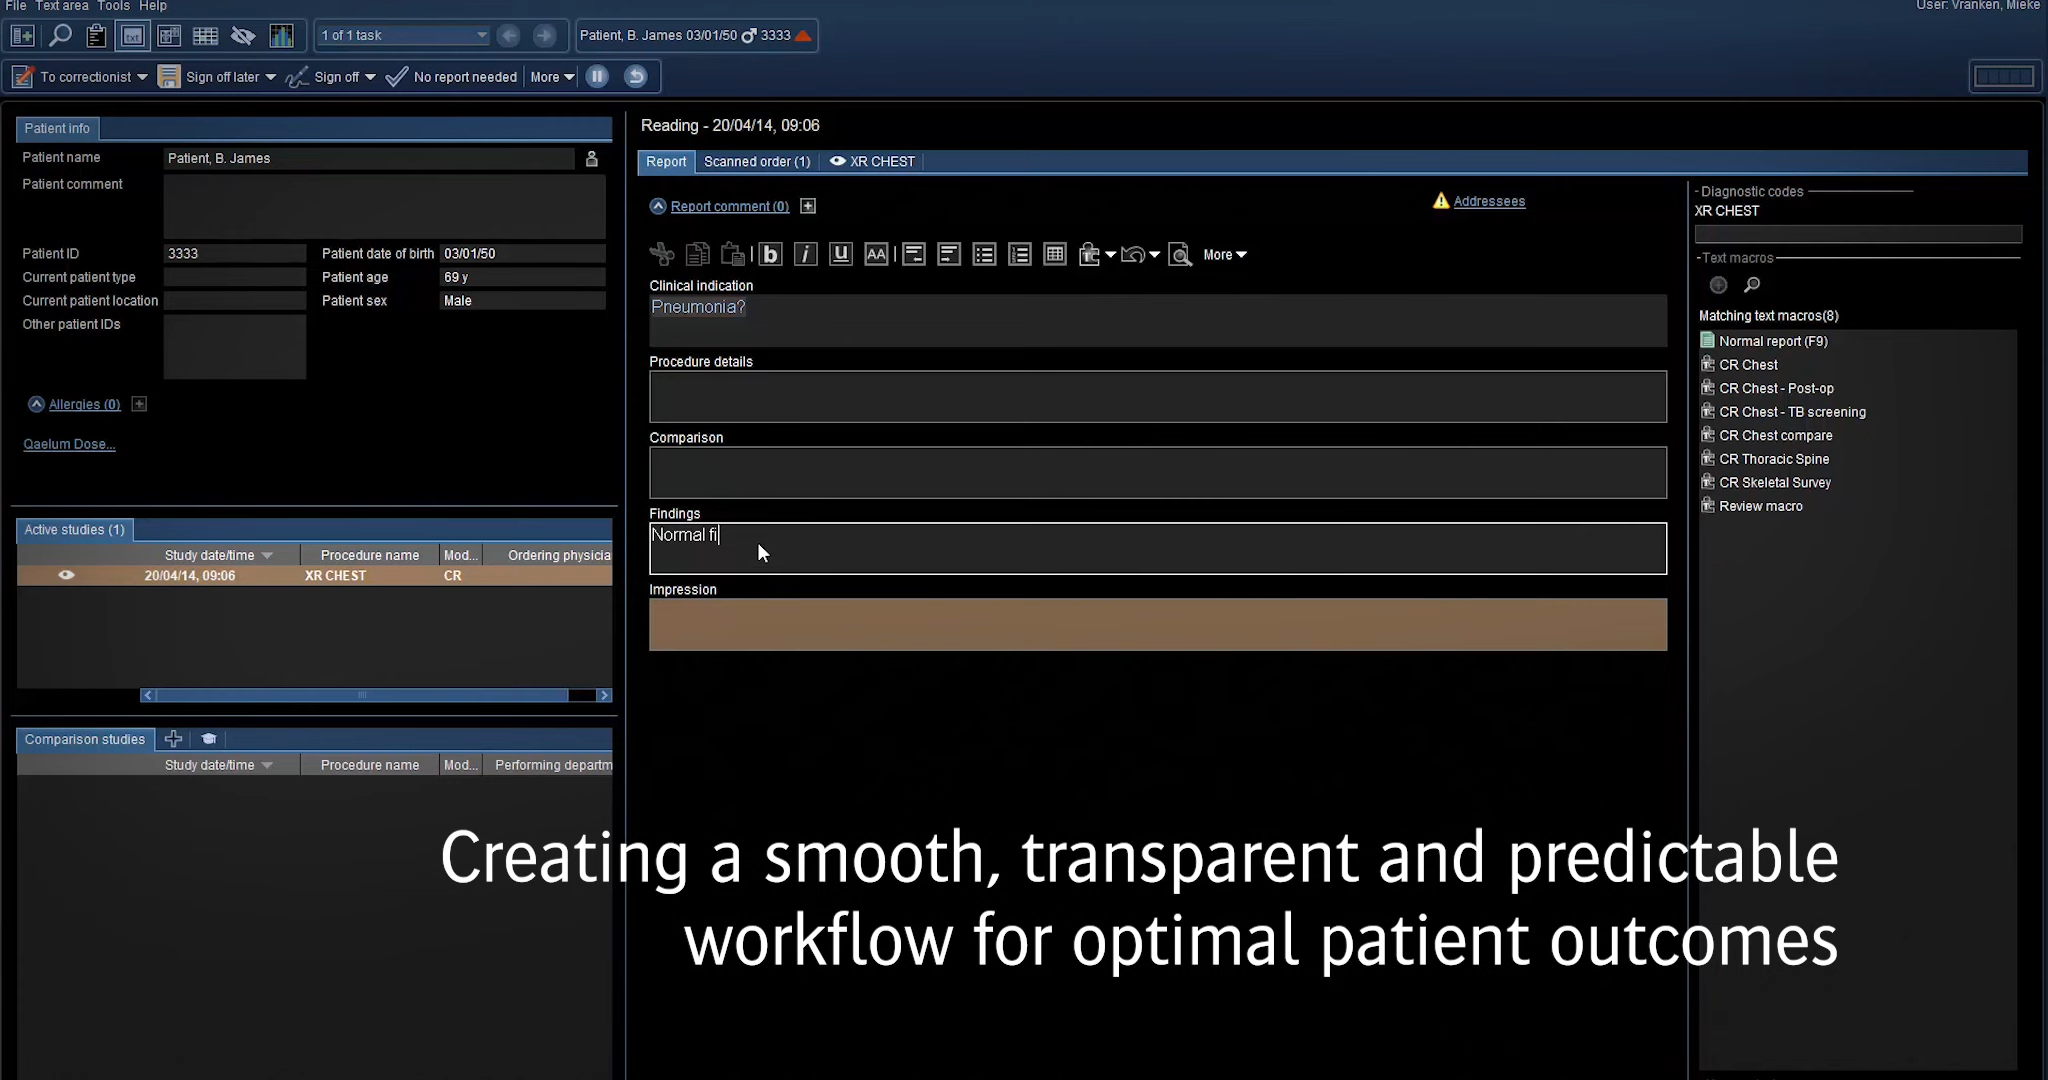 File Text area Tools Help
User: Vranken, Mieke
txt
1 of 1 task
Patient, B. James 03/01/50 ♂ 3333
To correctionist
Sign off later
Sign off
No report needed
More
Patient info
Patient name Patient, B. James
Patient comment
Patient ID 3333 Patient date of birth 03/01/50
Current patient type Patient age 69 y
Current patient location Patient sex Male
Other patient IDs
Allergies (0)
Qaelum Dose...
Active studies (1)
Study date/time Procedure name Mod... Ordering physicia
20/04/14, 09:06 XR CHEST CR
Comparison studies
Study date/time Procedure name Mod... Performing departm
Reading - 20/04/14, 09:06
Report Scanned order (1) XR CHEST
Report comment (0)
Addressees
b i U AA More
Clinical indication
Pneumonia?
Procedure details
Comparison
Findings
Normal fi
Impression
Diagnostic codes
XR CHEST
Text macros
Matching text macros(8)
Normal report (F9)
CR Chest
CR Chest - Post-op
CR Chest - TB screening
CR Chest compare
CR Thoracic Spine
CR Skeletal Survey
Review macro
Creating a smooth, transparent and predictable
workflow for optimal patient outcomes